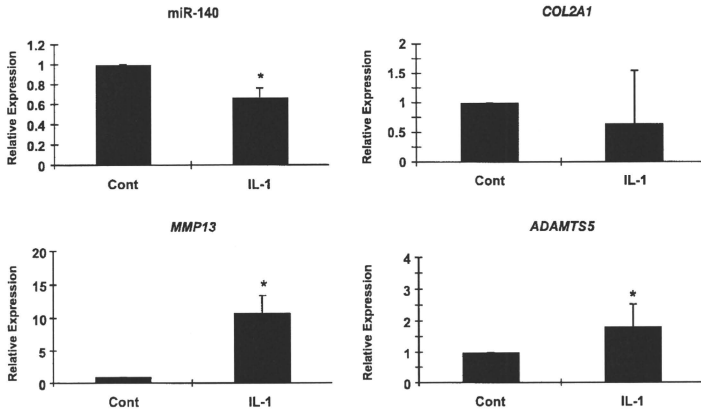 miR-140
Relative Expression
1.2
1
0.8
0.6
0.4
0.2
0
*
Cont
IL-1
COL2A1
Relative Expression
2
1.5
1
0.5
0
Cont
IL-1
MMP13
Relative Expression
20
15
10
5
0
*
Cont
IL-1
ADAMTS5
Relative Expression
5
4
3
2
1
0
*
Cont
IL-1